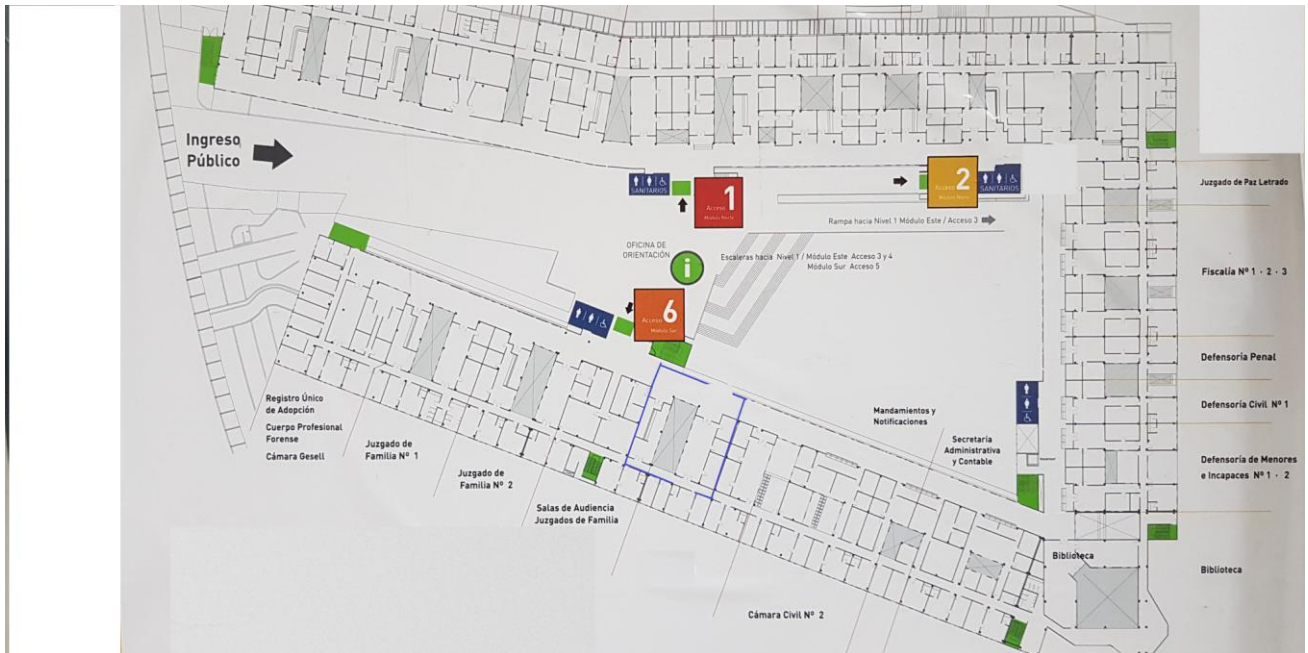 Ingreso
Público
SANITARIOS
1
Acceso
Módulo Norte
2
Acceso
Módulo Norte
SANITARIOS
Rampa hacia Nivel 1 Módulo Este / Acceso 3
OFICINA DE
ORIENTACIÓN
i
Escaleras hacia Nivel 1 / Módulo Este Acceso 3 y 4
Módulo Sur Acceso 5
6
Acceso
Módulo Sur
Juzgado de Paz Letrado
Fiscalía Nº 1 - 2 - 3
Defensoría Penal
Defensoría Civil Nº 1
Defensoría de Menores
e Incapaces Nº 1 - 2
Biblioteca
Registro Único
de Adopción
Cuerpo Profesional
Forense
Cámara Gesell
Juzgado de
Familia Nº 1
Juzgado de
Familia Nº 2
Salas de Audiencia
Juzgados de Familia
Mandamientos y
Notificaciones
Secretaría
Administrativa
y Contable
Cámara Civil Nº 2
Biblioteca